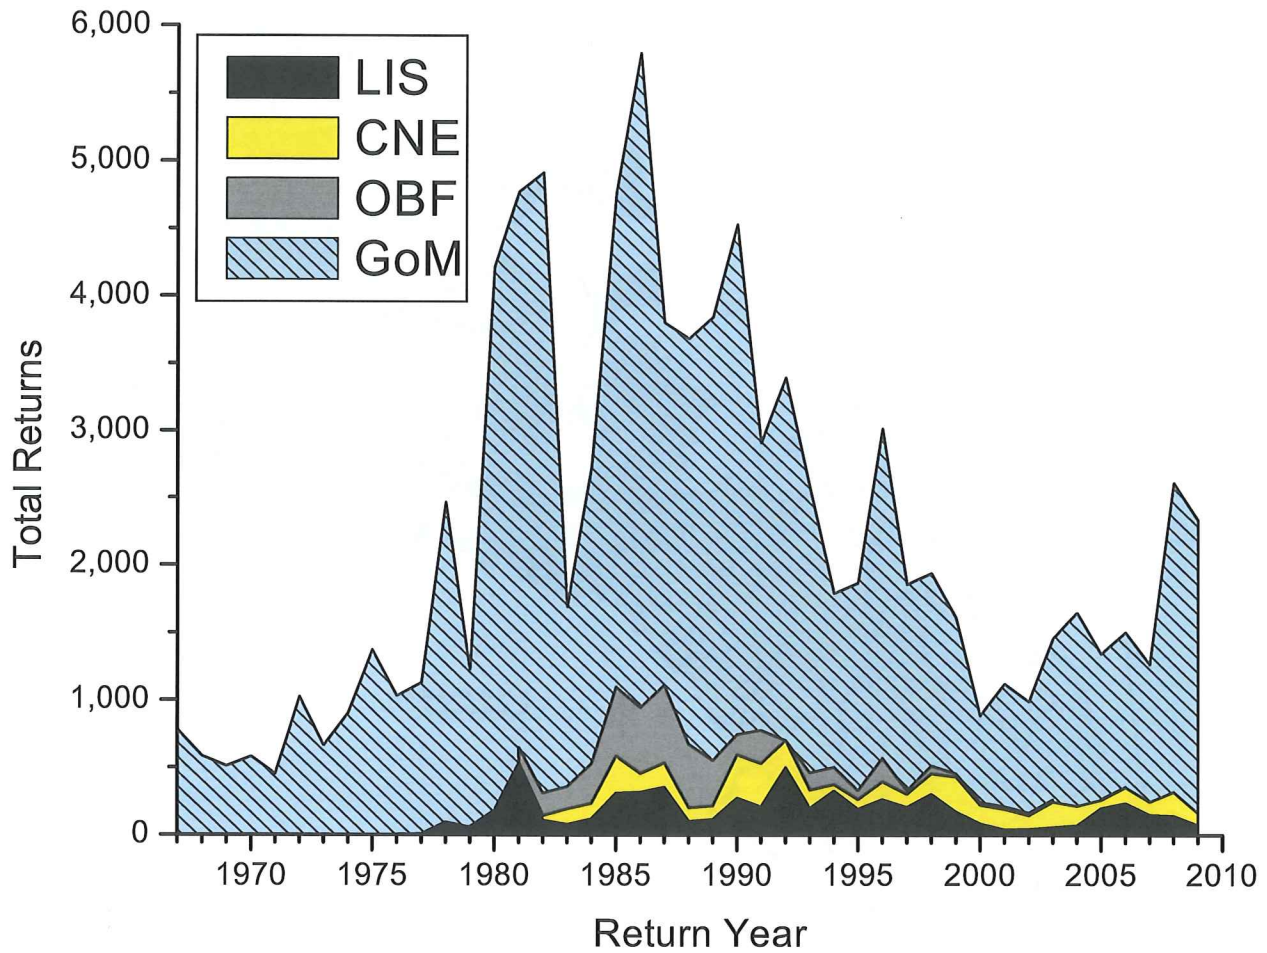 6,000
5,000
4,000
3,000
2,000
1,000
0
LIS
CNE
OBF
GoM
Total Returns
1970 1975 1980 1985 1990 1995 2000 2005 2010
Return Year